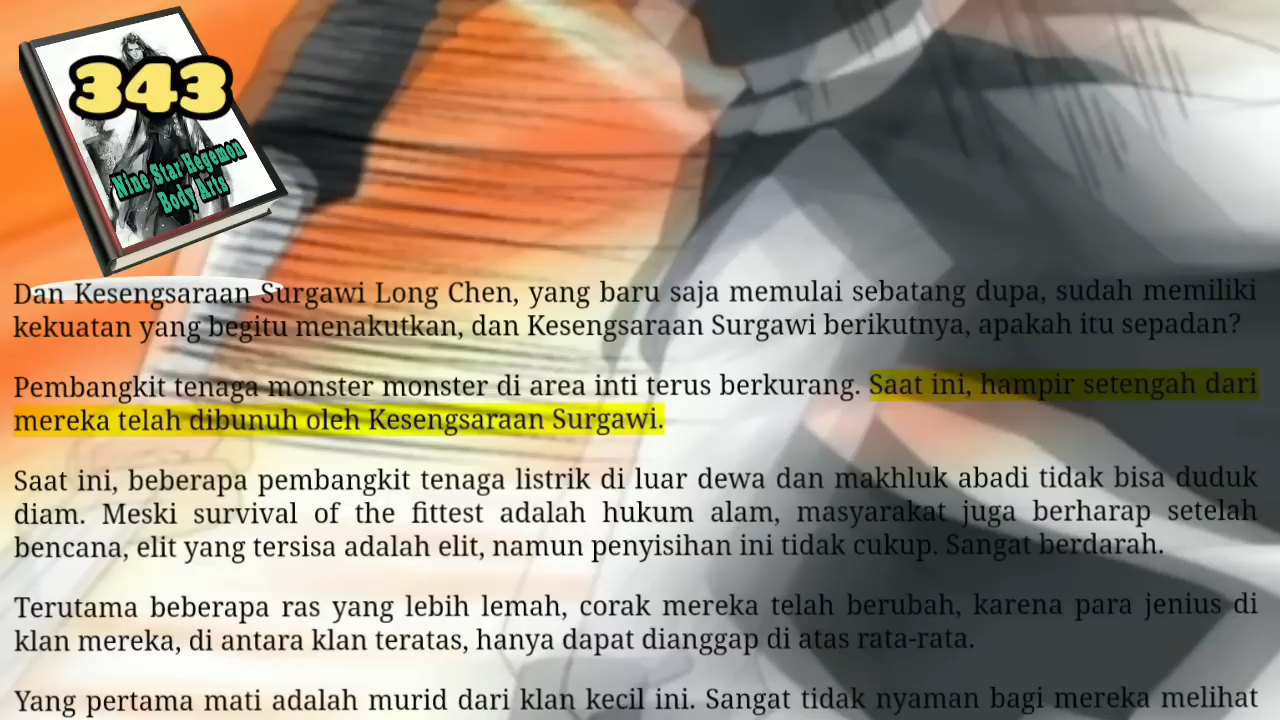 343
Nine Star Hegemon
Body Arts
Dan Kesengsaraan Surgawi Long Chen, yang baru saja memulai sebatang dupa, sudah memiliki
kekuatan yang begitu menakutkan, dan Kesengsaraan Surgawi berikutnya, apakah itu sepadan?
Pembangkit tenaga monster monster di area inti terus berkurang. Saat ini, hampir setengah dari
mereka telah dibunuh oleh Kesengsaraan Surgawi.
Saat ini, beberapa pembangkit tenaga listrik di luar dewa dan makhluk abadi tidak bisa duduk
diam. Meski survival of the fittest adalah hukum alam, masyarakat juga berharap setelah
bencana, elit yang tersisa adalah elit, namun penyisihan ini tidak cukup. Sangat berdarah.
Terutama beberapa ras yang lebih lemah, corak mereka telah berubah, karena para jenius di
klan mereka, di antara klan teratas, hanya dapat dianggap di atas rata-rata.
Yang pertama mati adalah murid dari klan kecil ini. Sangat tidak nyaman bagi mereka melihat